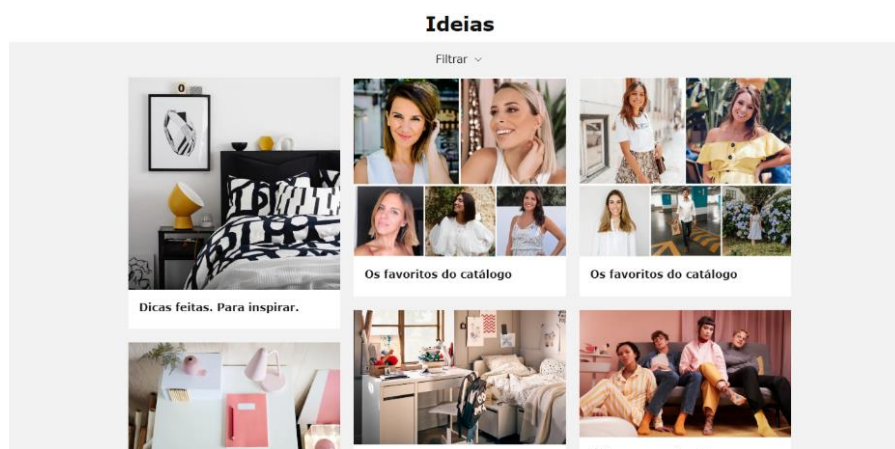 Ideias
Filtrar
Dicas feitas. Para inspirar.
Os favoritos do catálogo
Os favoritos do catálogo